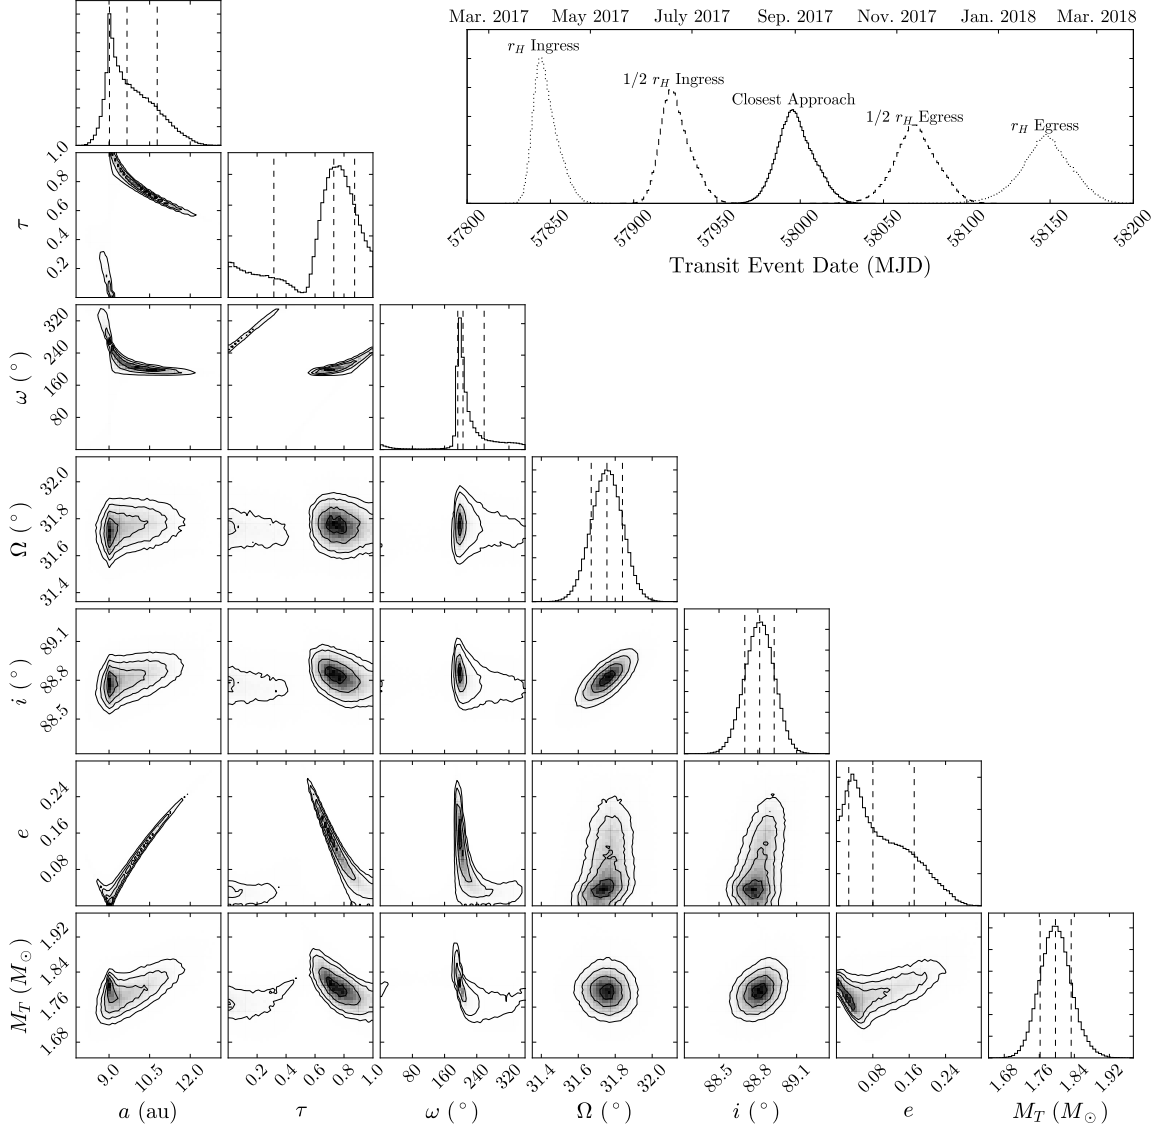 Mar. 2017 May. 2017 July. 2017 Sep. 2017 Nov. 2017 Jan. 2018 Mar. 2018
r_H Ingress
1/2 r_H Ingress
Closest Approach
1/2 r_H Egress
r_H Egress
57800 57850 57900 57950 58000 58050 58100 58150 58200
Transit Event Date (MJD)
τ
1.0
0.8
0.6
0.4
0.2
ω (°)
320
240
160
80
Ω (°)
32.0
31.8
31.6
31.4
i (°)
89.1
88.8
88.5
e
0.24
0.16
0.08
M_T (M_⊙)
1.92
1.84
1.76
1.68
9.0 10.5 12.0
0.2 0.4 0.6 0.8 1.0
80 160 240 320
31.4 31.6 31.8 32.0
88.5 88.8 89.1
0.08 0.16 0.24
1.68 1.76 1.84 1.92
a (au) τ ω (°) Ω (°) i (°) e M_T (M_⊙)